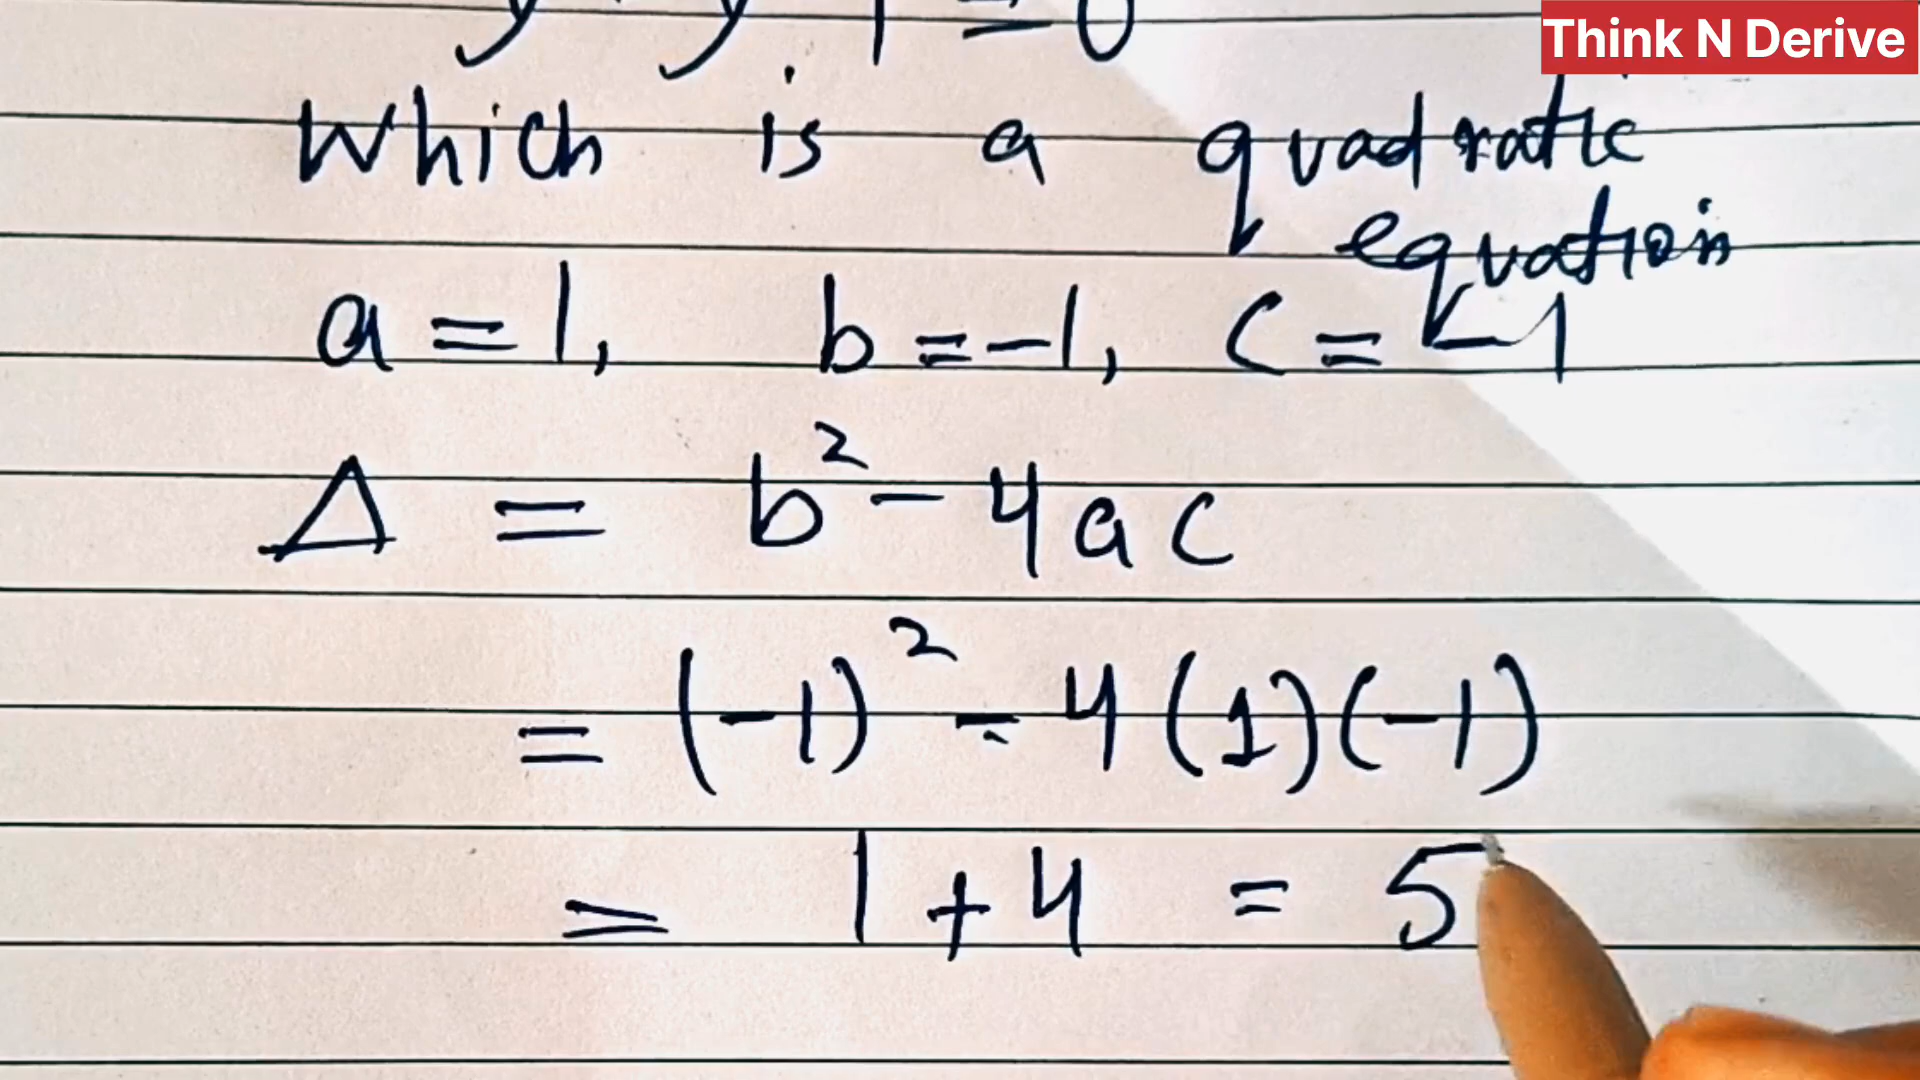 Think N Derive
Which is a quadratic
equation
a = 1, b = -1, c = -1
Δ = b² - 4ac
= (-1)² - 4(1)(-1)
= 1 + 4 = 5